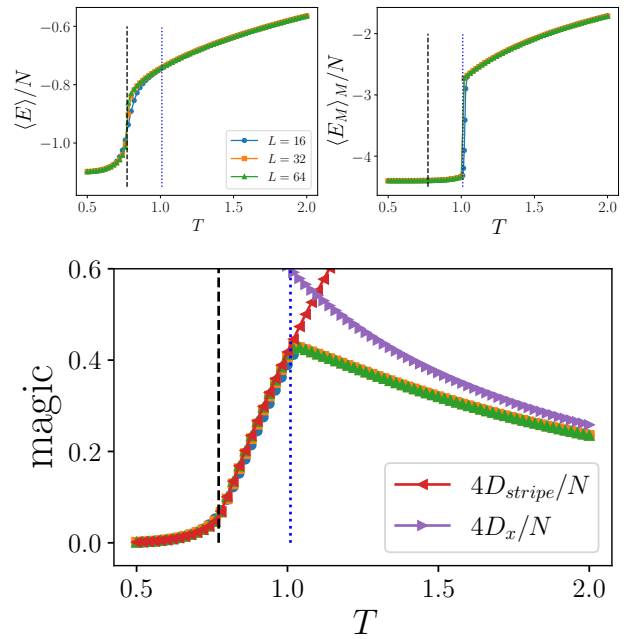 ⟨E⟩/N
−0.6
−0.8
−1.0
0.5 1.0 1.5 2.0
T
L = 16
L = 32
L = 64
⟨E_M⟩_M/N
−2
−3
−4
0.5 1.0 1.5 2.0
T
magic
0.6
0.4
0.2
0.0
0.5 1.0 1.5 2.0
T
4D_{stripe}/N
4D_x/N